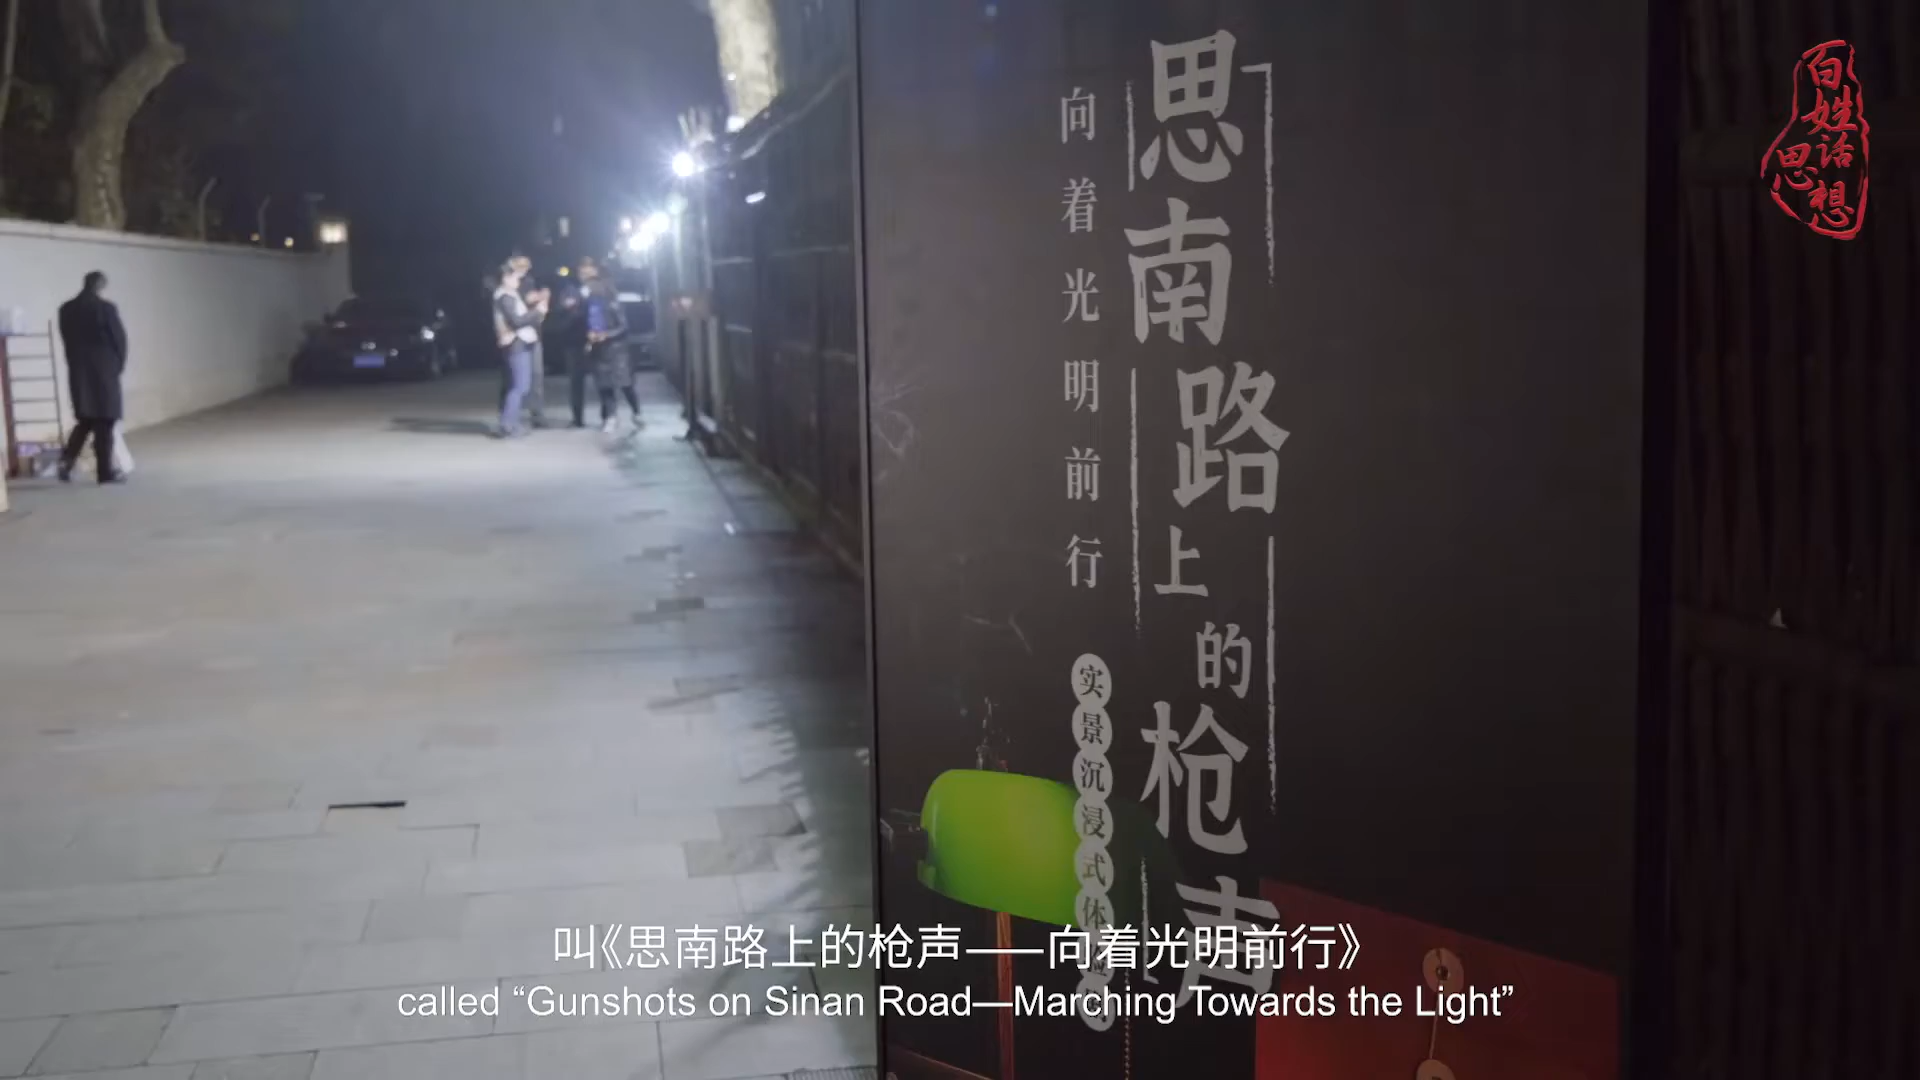 思南路上的枪声
向着光明前行
实景沉浸式体
百姓话思想
叫《思南路上的枪声——向着光明前行》
called “Gunshots on Sinan Road—Marching Towards the Light”